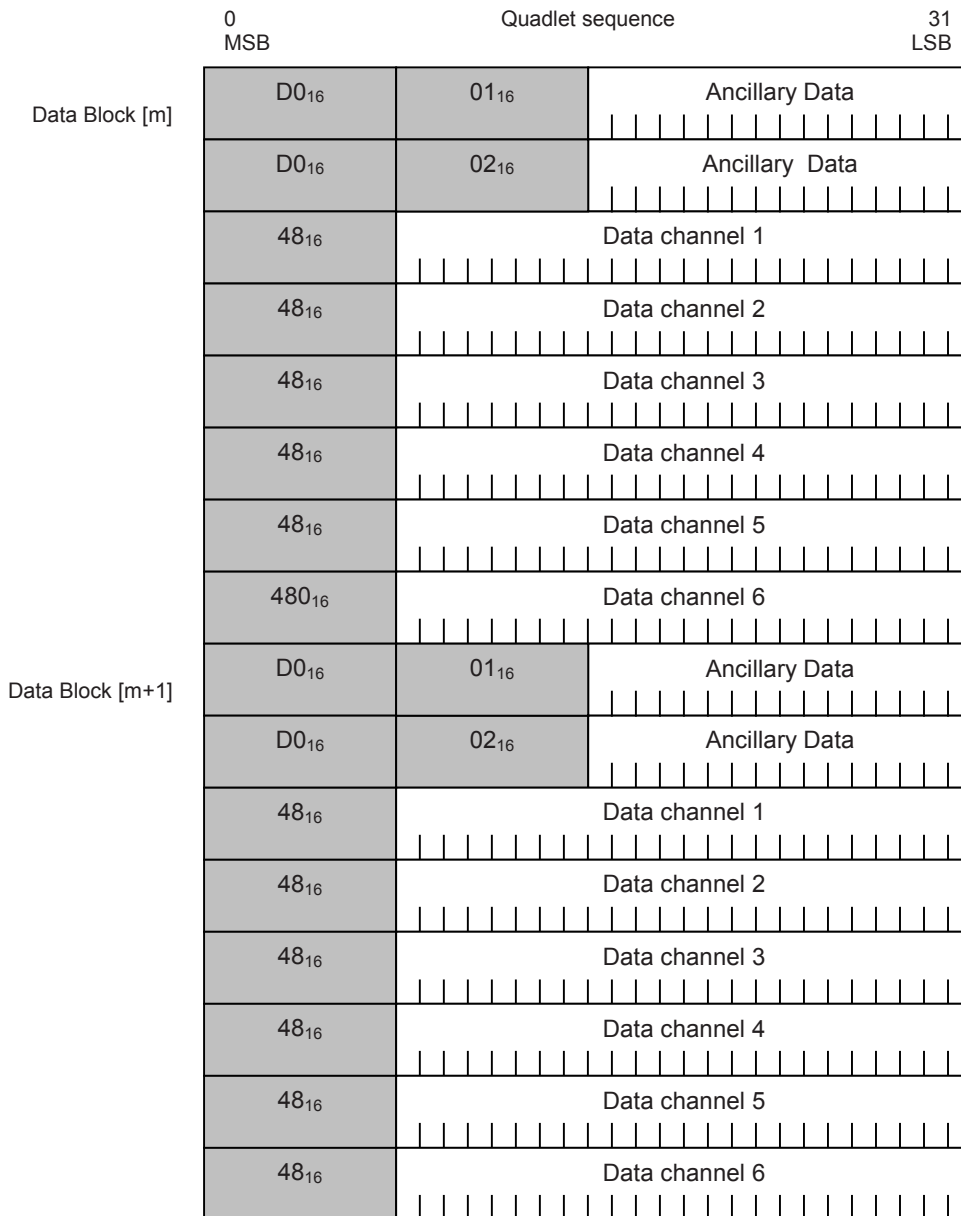 0 Quadlet sequence 31
MSB LSB
Data Block [m]
D0₁₆ 01₁₆ Ancillary Data
D0₁₆ 02₁₆ Ancillary Data
48₁₆ Data channel 1
48₁₆ Data channel 2
48₁₆ Data channel 3
48₁₆ Data channel 4
48₁₆ Data channel 5
480₁₆ Data channel 6
Data Block [m+1]
D0₁₆ 01₁₆ Ancillary Data
D0₁₆ 02₁₆ Ancillary Data
48₁₆ Data channel 1
48₁₆ Data channel 2
48₁₆ Data channel 3
48₁₆ Data channel 4
48₁₆ Data channel 5
48₁₆ Data channel 6